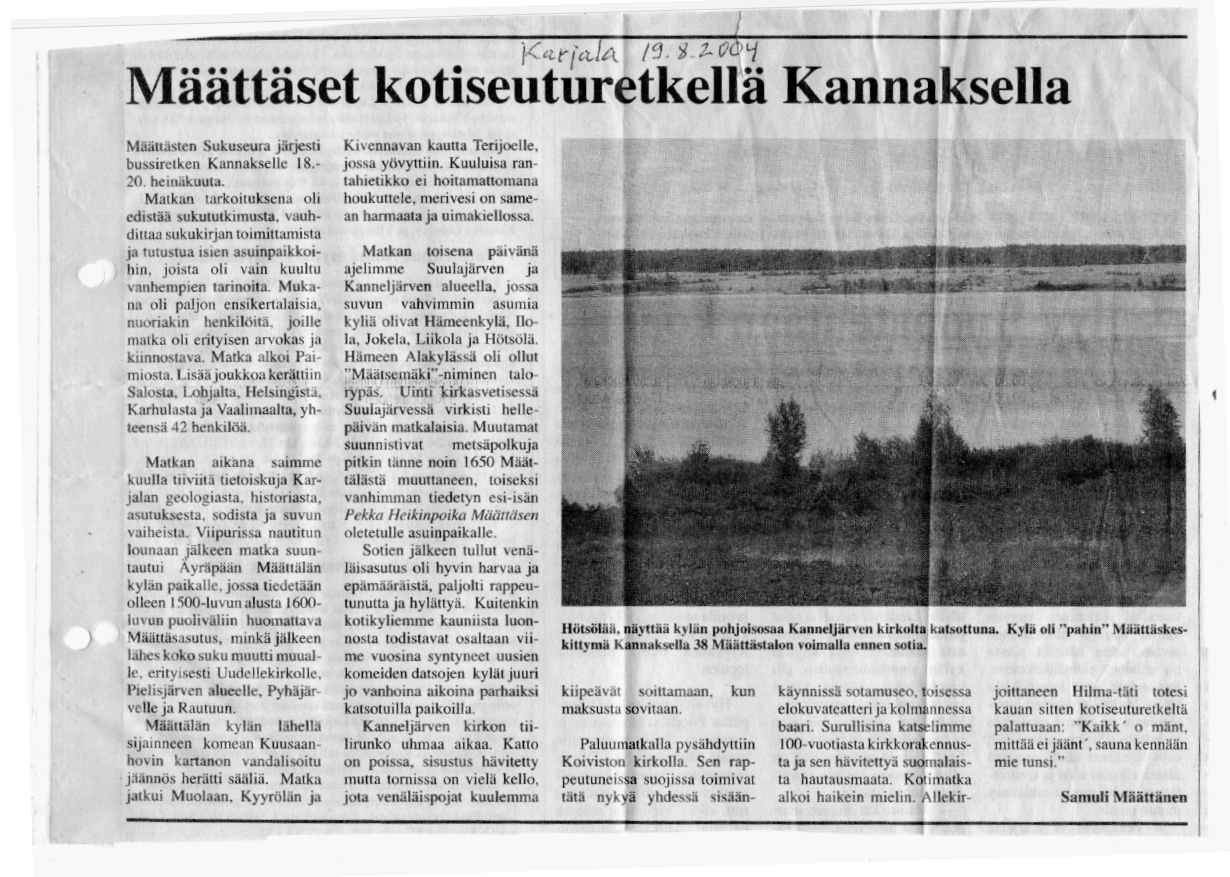 Karjala 19.8.2004
Määttäset kotiseuturetkellä Kannaksella
Määttästen Sukuseura järjesti
bussiretken Kannakselle 18.-
20. heinäkuuta.
Matkan tarkoituksena oli
edistää sukututkimusta, vauh-
dittaa sukukirjan toimittamista
ja tutustua isien asuinpaikkoi-
hin, joista oli vain kuultu
vanhempien tarinoita. Muka-
na oli paljon ensikertalaisia,
nuoriakin henkilöitä, joille
matka oli erityisen arvokas ja
kiinnostava. Matka alkoi Pai-
miosta. Lisää joukkoa kerättiin
Salosta, Lohjalta, Helsingistä,
Karhulasta ja Vaalimaalta, yh-
teensä 42 henkilöä.
Matkan aikana saimme
kuulla tiiviitä tietoiskuja Kar-
jalan geologiasta, historiasta,
asutuksesta, sodista ja suvun
vaiheista. Viipurissa nautitun
lounaan jälkeen matka suun-
tautui Äyräpään Määttälän
kylän paikalle, jossa tiedetään
olleen 1500-luvun alusta 1600-
luvun puoliväliin huomattava
Määttäsasutus, minkä jälkeen
lähes koko suku muutti muual-
le, erityisesti Uudellekirkolle,
Pielisjärven alueelle, Pyhäjär-
velle ja Rautuun.
Määttälän kylän lähellä
sijainneen komean Kuusaan-
hovin kartanon vandalisoitu
jäännös herätti sääliä. Matka
jatkui Muolaan, Kyyrölän ja
Kivennavan kautta Terijoelle,
jossa yövyttiin. Kuuluisa ran-
tahietikko ei hoitamattomana
houkuttele, merivesi on same-
an harmaata ja uimakiellossa.
Matkan toisena päivänä
ajelimme Suulajärven ja
Kanneljärven alueella, jossa
suvun vahvimmin asumia
kyliä olivat Hämeenkylä, Ilo-
la, Jokela, Liikola ja Hötsölä.
Hämeen Alakylässä oli ollut
"Määtsemäki"-niminen talo-
rypäs. Uinti kirkasvetisessä
Suulajärvessä virkisti helle-
päivän matkalaisia. Muutamat
suunnistivat metsäpolkuja
pitkin tänne noin 1650 Määt-
tälästä muuttaneen, toiseksi
vanhimman tiedetyn esi-isän
Pekka Heikinpoika Määttäsen
oletetulle asuinpaikalle.
Sotien jälkeen tullut venä-
läisasutus oli hyvin harvaa ja
epämääräistä, paljolti rappeu-
tunutta ja hylättyä. Kuitenkin
kotikyliemme kauniista luon-
nosta todistavat osaltaan vii-
me vuosina syntyneet uusien
komeiden datsojen kylät juuri
jo vanhoina aikoina parhaiksi
katsotuilla paikoilla.
Kanneljärven kirkon tii-
lirunko uhmaa aikaa. Katto
on poissa, sisustus hävitetty
mutta tornissa on vielä kello,
jota venäläispojat kuulemma
Hötsölää, näyttää kylän pohjoisosaa Kanneljärven kirkolta katsottuna. Kylä oli "pahin" Määttäskes-
kittymä Kannaksella 38 Määttästalon voimalla ennen sotia.
kiipeävät soittamaan, kun
maksusta sovitaan.
Paluumatkalla pysähdyttiin
Koiviston kirkolla. Sen rap-
peutuneissa suojissa toimivat
tätä nykyä yhdessä sisään-
käynnissä sotamuseo, toisessa
elokuvateatteri ja kolmannessa
baari. Surullisina katselimme
100-vuotiasta kirkkorakennus-
ta ja sen hävitettyä suomalais-
ta hautausmaata. Kotimatka
alkoi haikein mielin. Allekir-
joittaneen Hilma-täti totesi
kauan sitten kotiseuturetkeltä
palattuaan: "Kaikk´ o mänt,
mittää ei jäänt´, sauna kennään
mie tunsi."
Samuli Määttänen